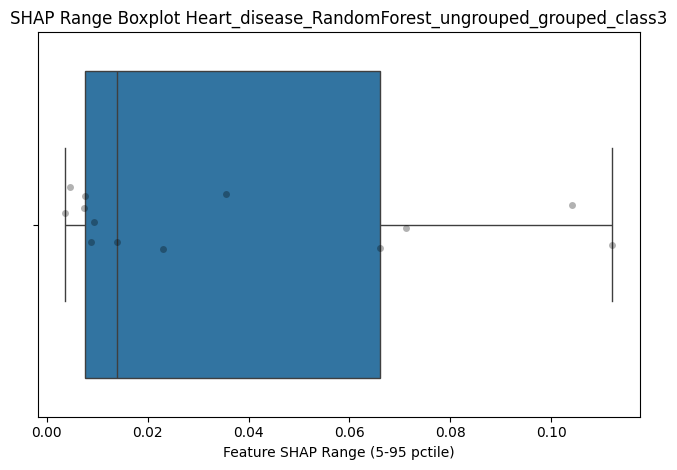 SHAP Range Boxplot Heart_disease_RandomForest_ungrouped_grouped_class3
0.00 0.02 0.04 0.06 0.08 0.10
Feature SHAP Range (5-95 pctile)